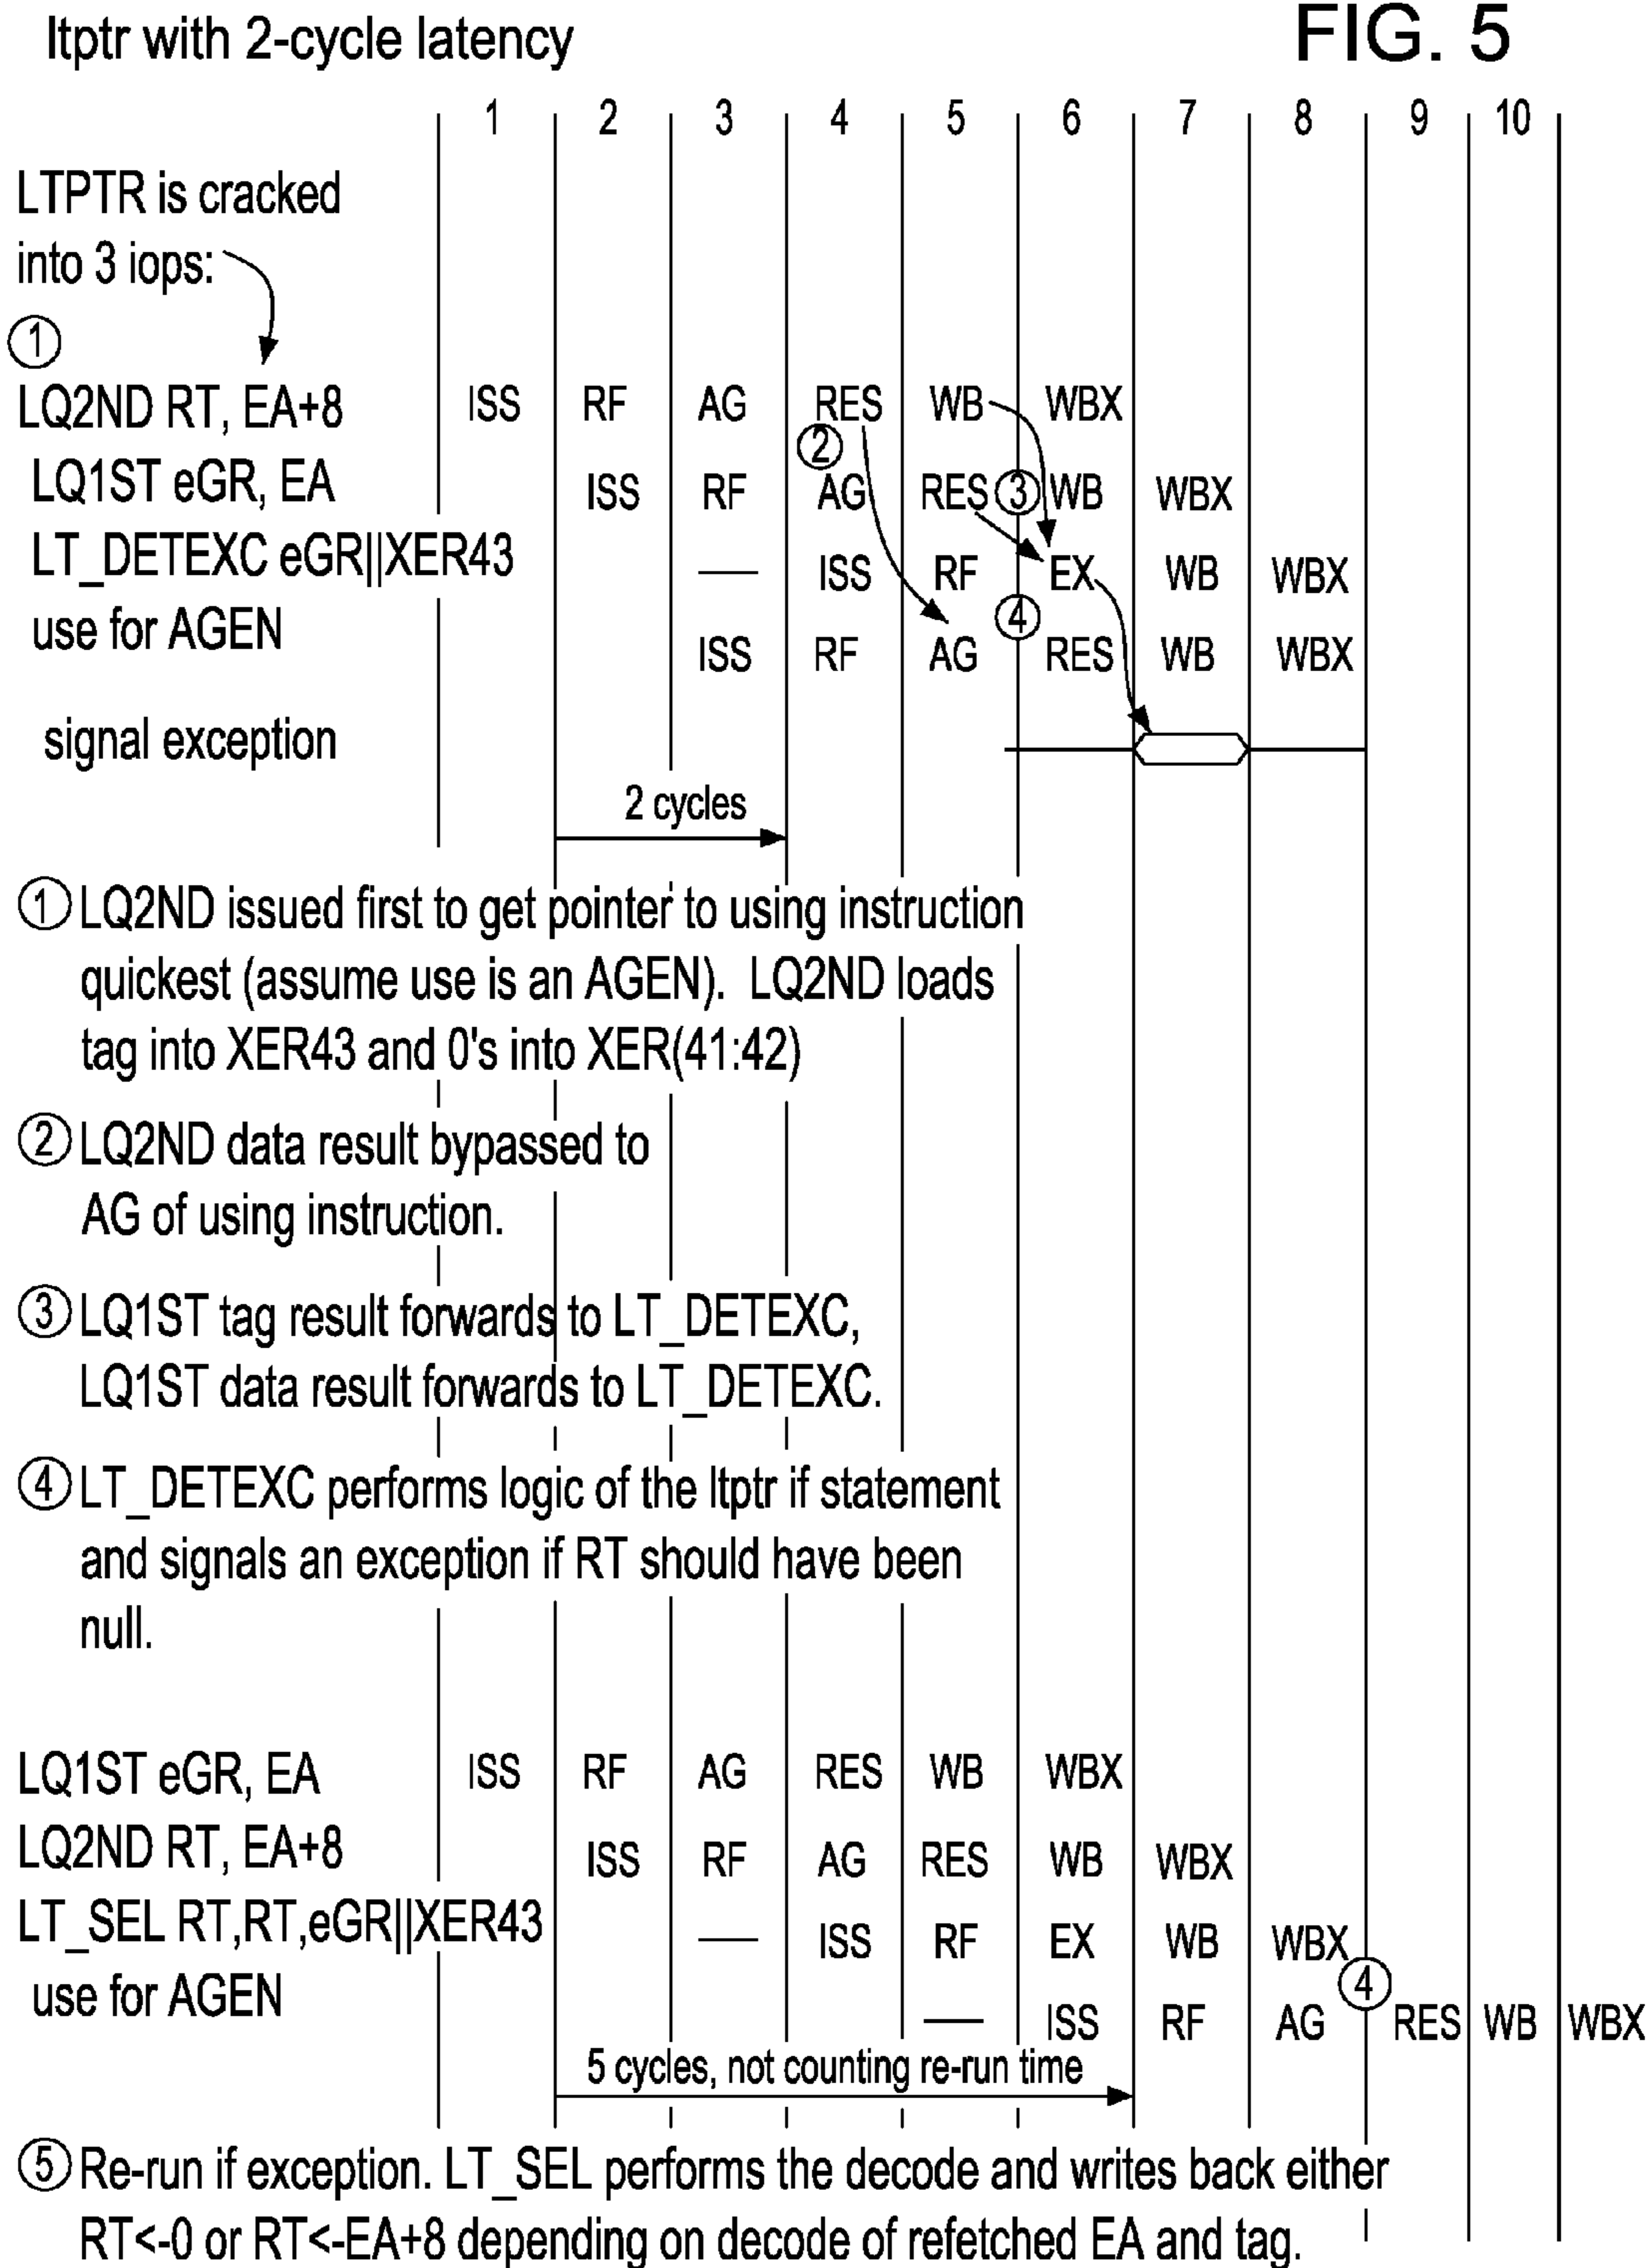 ltptr with 2-cycle latency
FIG. 5
1 2 3 4 5 6 7 8 9 10
LTPTR is cracked
into 3 iops:
①
LQ2ND RT, EA+8 ISS RF AG RES WB WBX
②
LQ1ST eGR, EA ISS RF AG RES ③ WB WBX
LT_DETEXC eGR||XER43 — ISS RF EX WB WBX
④
use for AGEN ISS RF AG RES WB WBX
signal exception
2 cycles
① LQ2ND issued first to get pointer to using instruction
quickest (assume use is an AGEN). LQ2ND loads
tag into XER43 and 0's into XER(41:42)
② LQ2ND data result bypassed to
AG of using instruction.
③ LQ1ST tag result forwards to LT_DETEXC,
LQ1ST data result forwards to LT_DETEXC.
④ LT_DETEXC performs logic of the ltptr if statement
and signals an exception if RT should have been
null.
LQ1ST eGR, EA ISS RF AG RES WB WBX
LQ2ND RT, EA+8 ISS RF AG RES WB WBX
LT_SEL RT,RT,eGR||XER43 — ISS RF EX WB WBX
④
use for AGEN — ISS RF AG RES WB WBX
5 cycles, not counting re-run time
⑤ Re-run if exception. LT_SEL performs the decode and writes back either
RT<-0 or RT<-EA+8 depending on decode of refetched EA and tag.